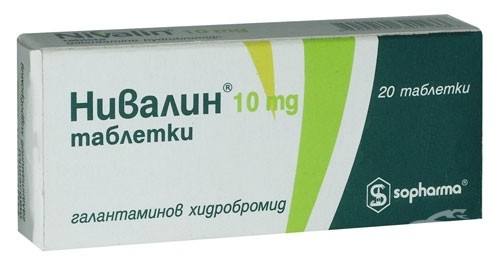 Нивалин® 10 mg
таблетки
20 таблетки
галантаминов хидробромид
sopharma®